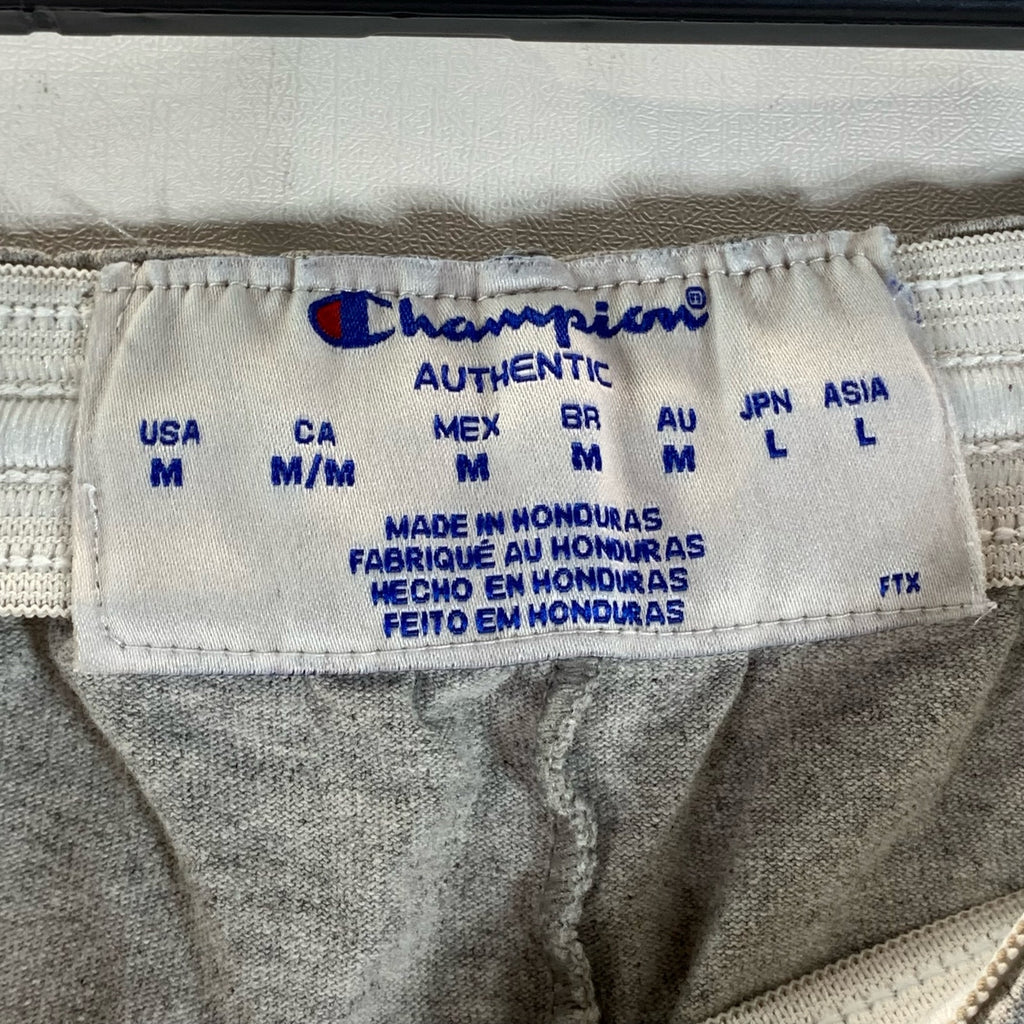 Champion®
AUTHENTIC
USA CA MEX BR AU JPN ASIA
M M/M M M M L L
MADE IN HONDURAS
FABRIQUÉ AU HONDURAS
HECHO EN HONDURAS
FEITO EM HONDURAS
FTX